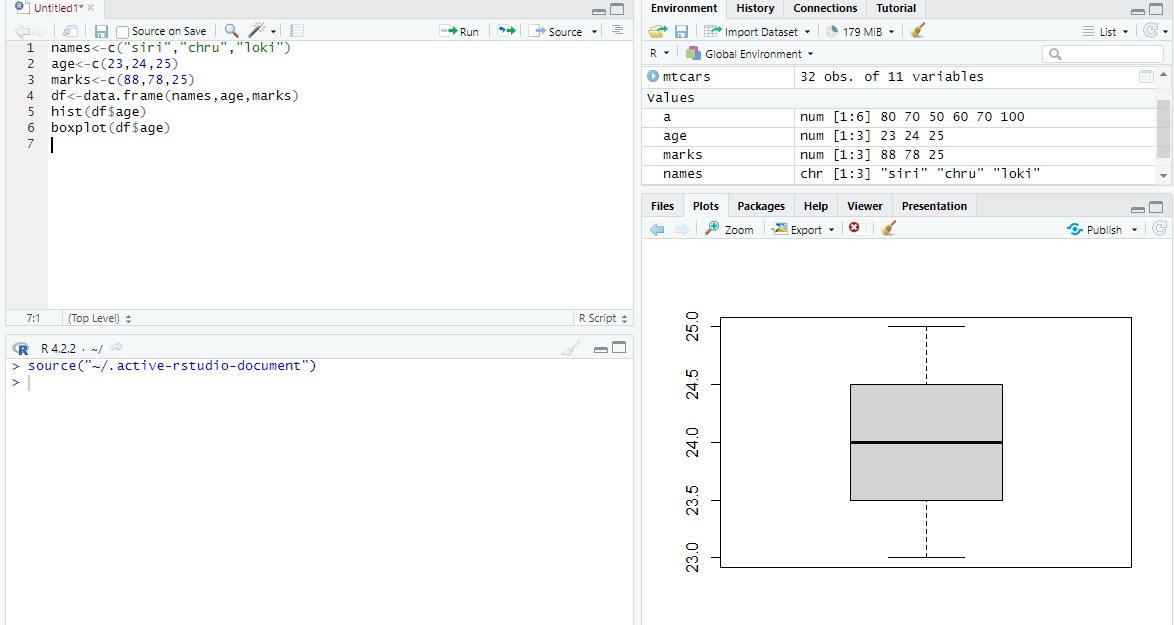 Untitled1*
Source on Save
Run
Source
1 names<-c("siri","chru","loki")
2 age<-c(23,24,25)
3 marks<-c(88,78,25)
4 df<-data.frame(names,age,marks)
5 hist(df$age)
6 boxplot(df$age)
7
7:1 (Top Level) R Script
R 4.2.2 · ~/
> source("~/.active-rstudio-document")
>
Environment History Connections Tutorial
Import Dataset 179 MiB List
R Global Environment
mtcars 32 obs. of 11 variables
Values
a num [1:6] 80 70 50 60 70 100
age num [1:3] 23 24 25
marks num [1:3] 88 78 25
names chr [1:3] "siri" "chru" "loki"
Files Plots Packages Help Viewer Presentation
Zoom Export Publish
25.0
24.5
24.0
23.5
23.0